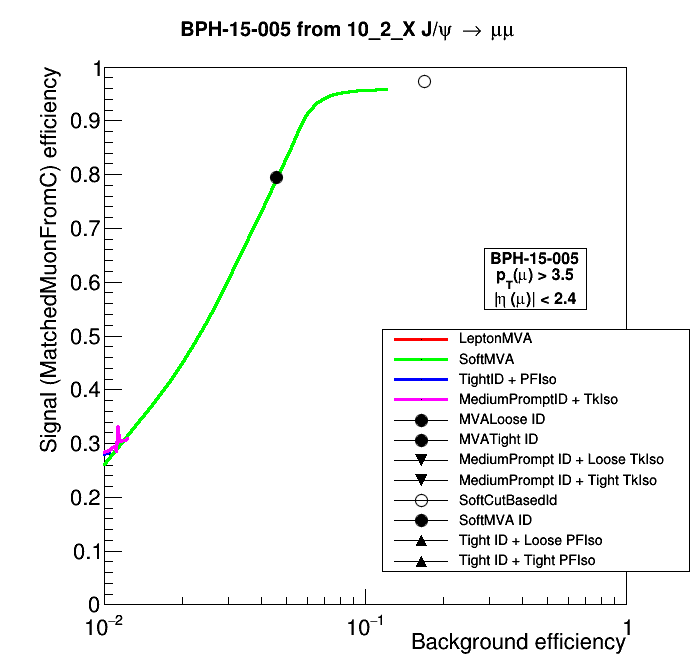 BPH-15-005 from 10_2_X J/ψ → μμ
Signal (MatchedMuonFromC) efficiency
1
0.9
0.8
0.7
0.6
0.5
0.4
0.3
0.2
0.1
0
BPH-15-005
p_T(μ) > 3.5
|η (μ)| < 2.4
LeptonMVA
SoftMVA
TightID + PFIso
MediumPromptID + TkIso
MVALoose ID
MVATight ID
MediumPrompt ID + Loose TkIso
MediumPrompt ID + Tight TkIso
SoftCutBasedId
SoftMVA ID
Tight ID + Loose PFIso
Tight ID + Tight PFIso
10⁻² 10⁻¹ 1
Background efficiency